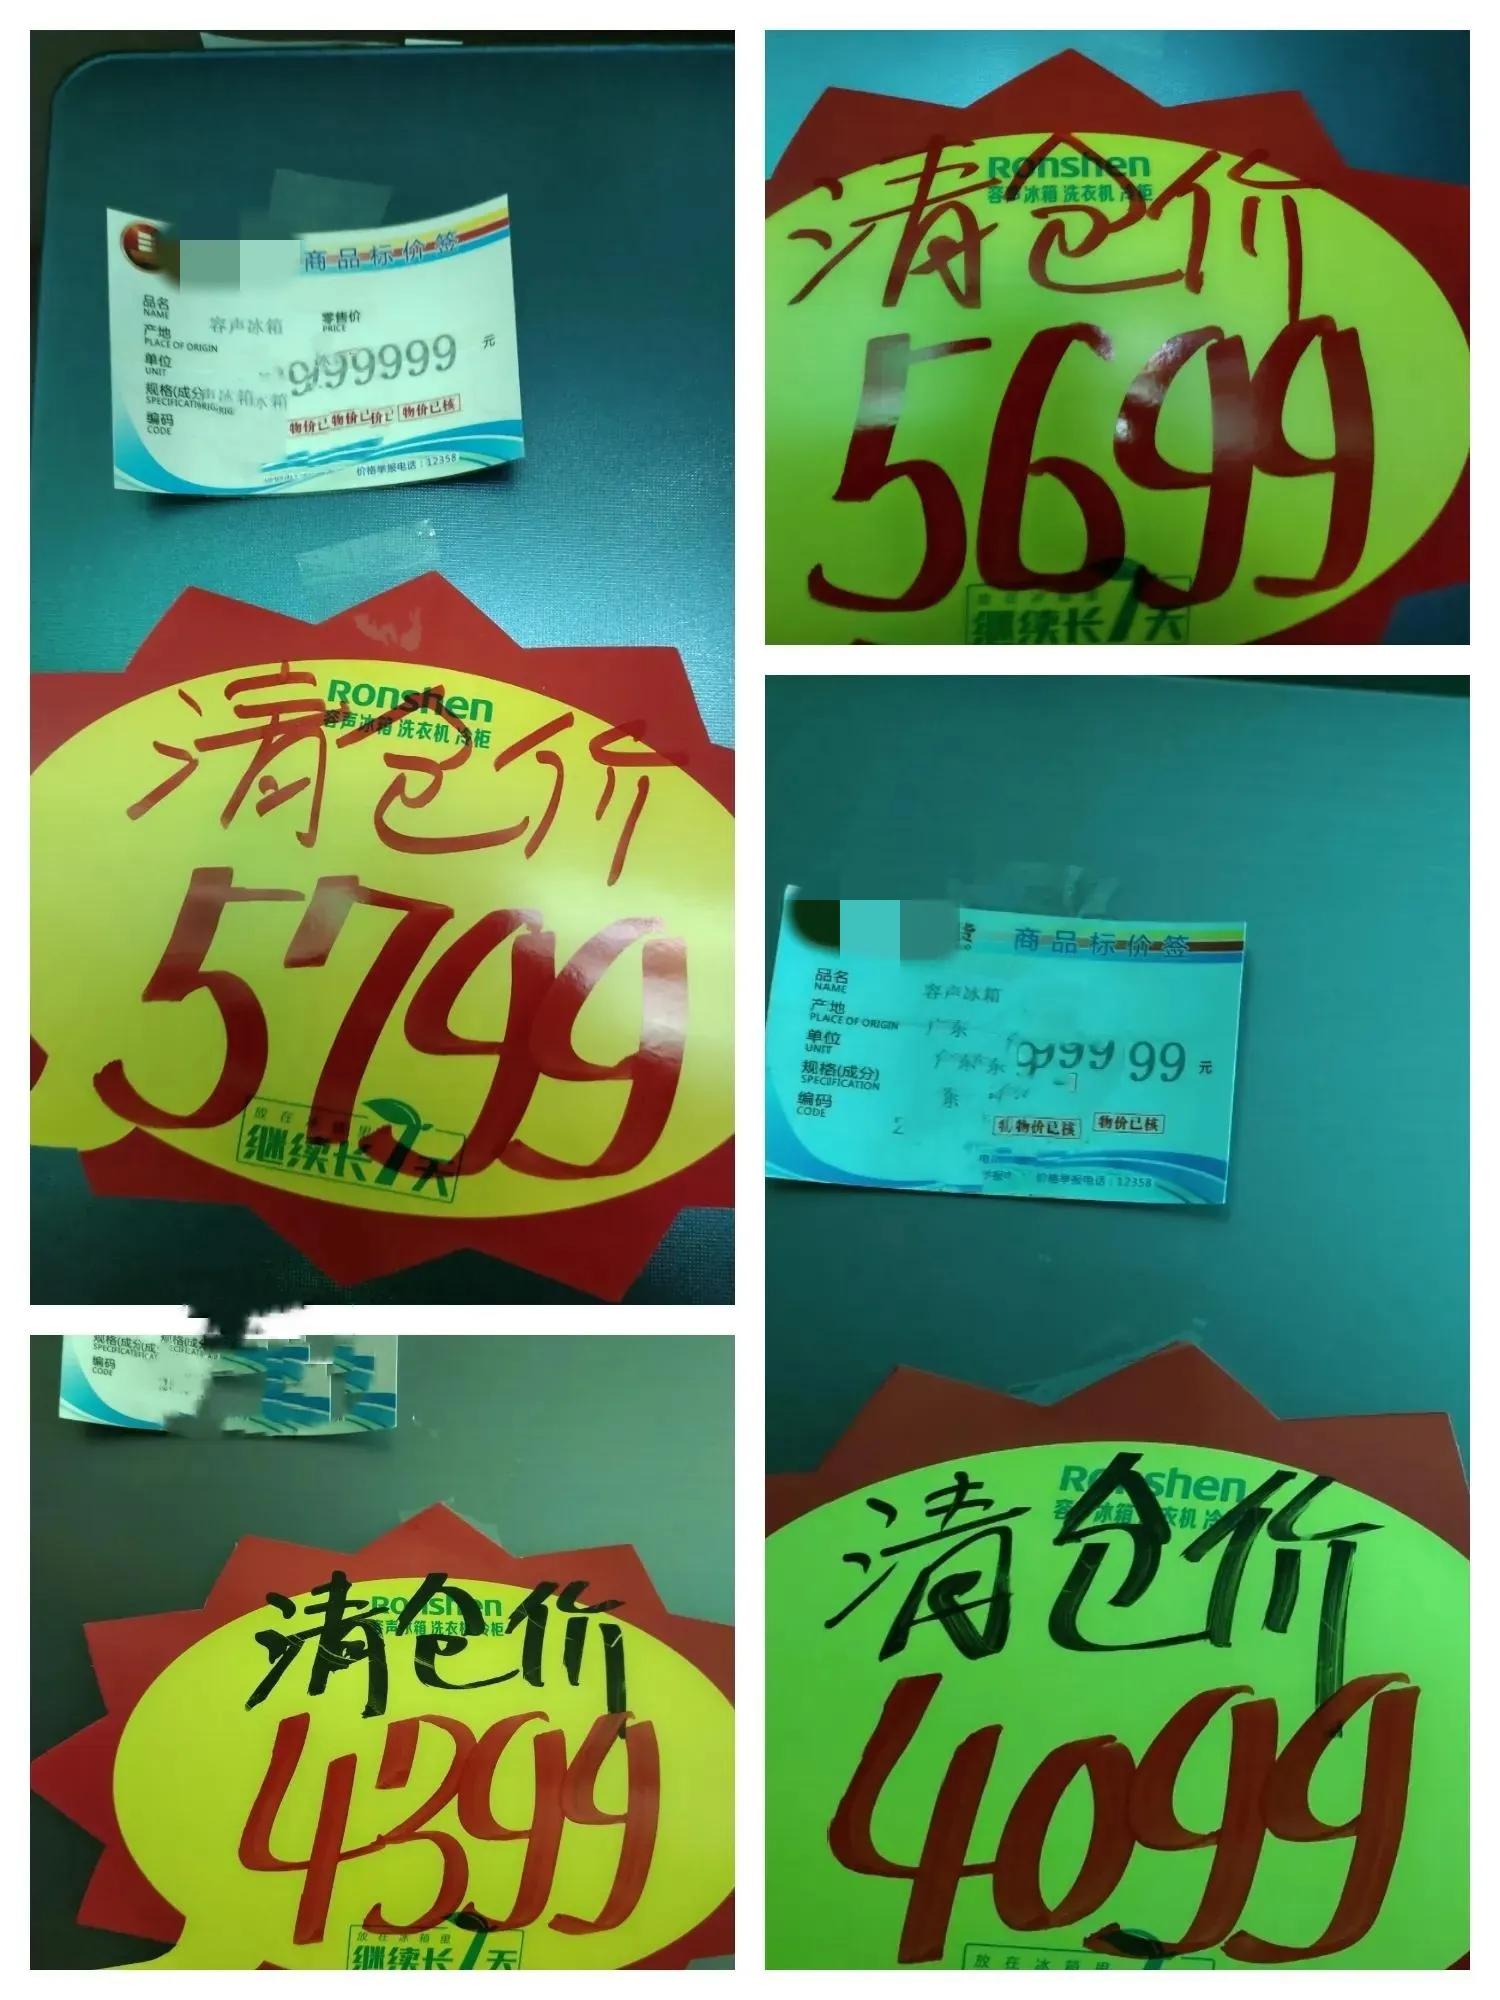 商品标价签
品名
NAME
容声冰箱
零售价
PRICE
产地
PLACE OF ORIGIN
单位
UNIT
元
规格(成分
编码
CODE
物价已核
价格举报电话：12358
Ronshen
容声冰箱 洗衣机 冷柜
清仓价
5799
放在冰箱里
继续长7天
Ronshen
容声冰箱 洗衣机 冷柜
清仓价
5699
放在冰箱里
继续长7天
商品标价签
品名
NAME
容声冰箱
产地
PLACE OF ORIGIN
广东
单位
UNIT
99
元
规格(成分)
SPECIFICATION
编码
CODE
物价已核
物价已核
价格举报电话：12358
Ronshen
清仓价
4099
放在冰箱里
规格(成分
编码
CODE
Ronshen
容声冰箱 洗衣机 冷柜
清仓价
4399
放在冰箱里
继续长7天